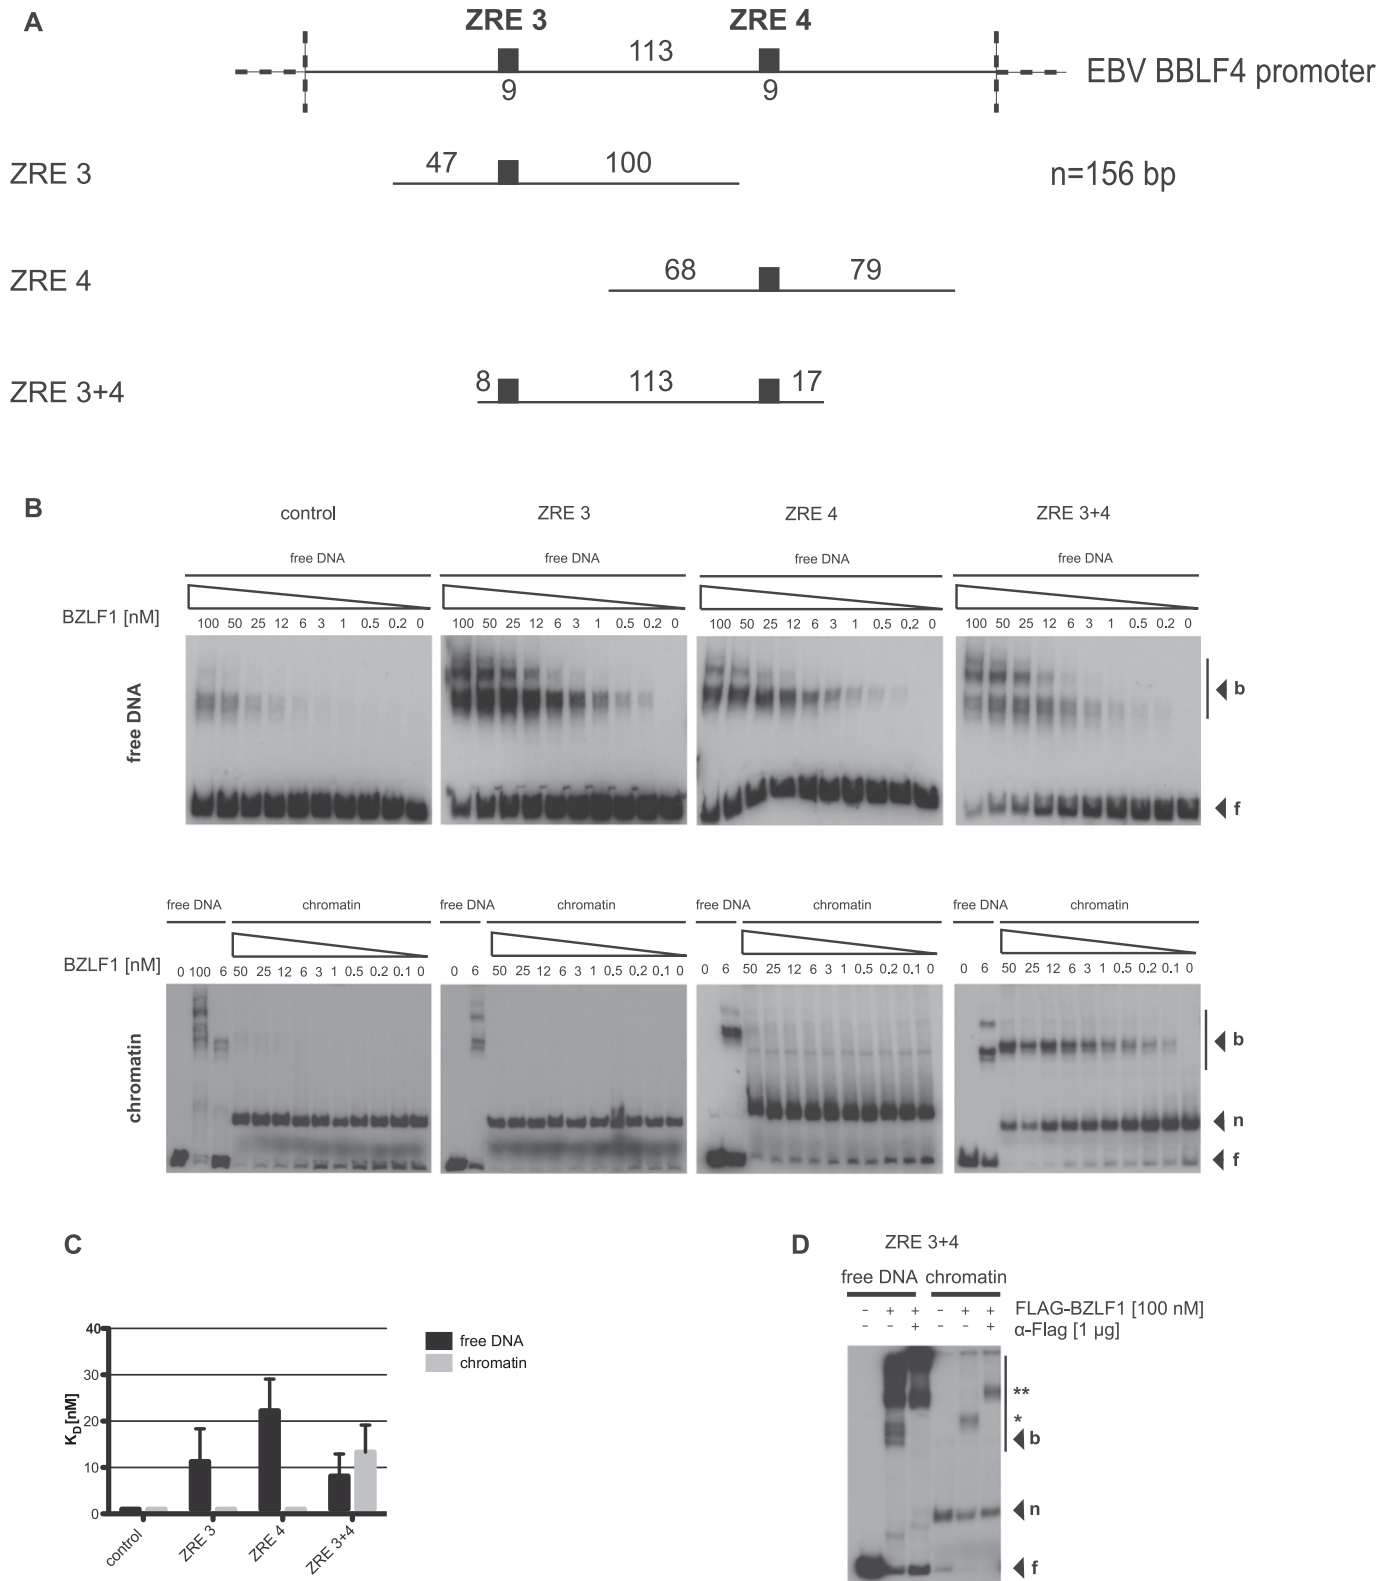 A
ZRE 3 ZRE 4
113
9 9
EBV BBLF4 promoter
ZRE 3 47 100 n=156 bp
ZRE 4 68 79
ZRE 3+4 8 113 17
B
control ZRE 3 ZRE 4 ZRE 3+4
free DNA free DNA free DNA free DNA
BZLF1 [nM]
100 50 25 12 6 3 1 0.5 0.2 0 100 50 25 12 6 3 1 0.5 0.2 0 100 50 25 12 6 3 1 0.5 0.2 0 100 50 25 12 6 3 1 0.5 0.2 0
free DNA
b
f
free DNA chromatin free DNA chromatin free DNA chromatin free DNA chromatin
BZLF1 [nM]
0 100 6 50 25 12 6 3 1 0.5 0.2 0.1 0 0 6 50 25 12 6 3 1 0.5 0.2 0.1 0 0 6 50 25 12 6 3 1 0.5 0.2 0.1 0 0 6 50 25 12 6 3 1 0.5 0.2 0.1 0
chromatin
b
n
f
C
KD[nM]
40
30
20
10
0
control ZRE 3 ZRE 4 ZRE 3+4
free DNA
chromatin
D
ZRE 3+4
free DNA chromatin
- + + - + + FLAG-BZLF1 [100 nM]
- - + - - + α-Flag [1 µg]
**
*
b
n
f